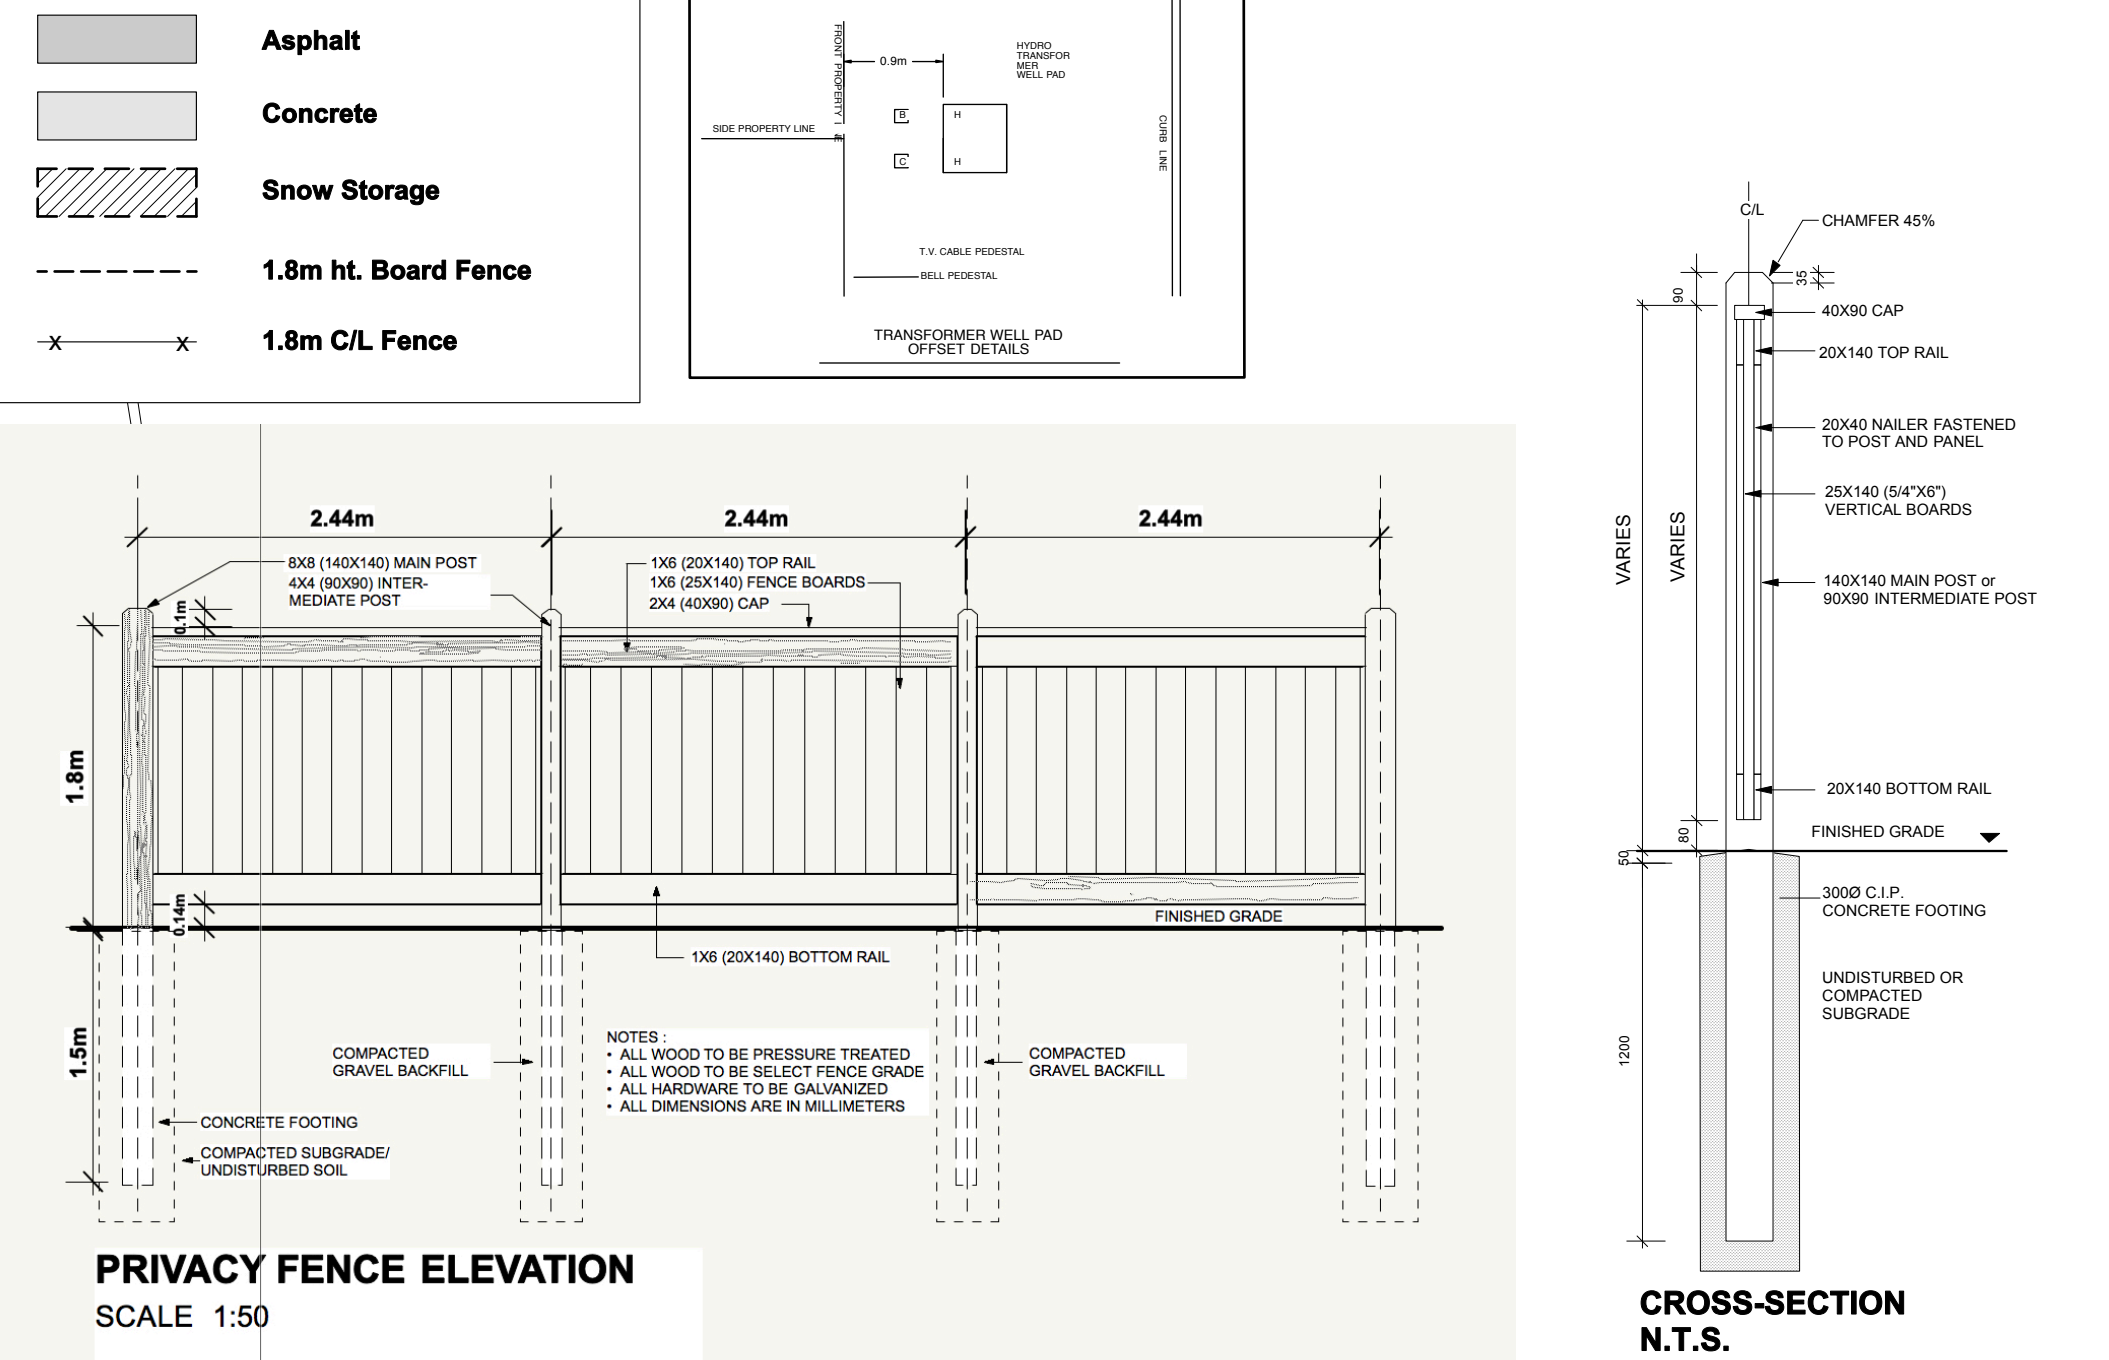 Asphalt
Concrete
Snow Storage
1.8m ht. Board Fence
X X
1.8m C/L Fence
FRONT PROPERTY
0.9m
HYDRO
TRANSFOR
MER
WELL PAD
SIDE PROPERTY LINE
B
H
C
H
CURB LINE
T.V. CABLE PEDESTAL
BELL PEDESTAL
TRANSFORMER WELL PAD
OFFSET DETAILS
2.44m
2.44m
2.44m
8X8 (140X140) MAIN POST
4X4 (90X90) INTER-
MEDIATE POST
1X6 (20X140) TOP RAIL
1X6 (25X140) FENCE BOARDS
2X4 (40X90) CAP
0.1m
1.8m
0.14m
FINISHED GRADE
1X6 (20X140) BOTTOM RAIL
1.5m
COMPACTED
GRAVEL BACKFILL
NOTES :
• ALL WOOD TO BE PRESSURE TREATED
• ALL WOOD TO BE SELECT FENCE GRADE
• ALL HARDWARE TO BE GALVANIZED
• ALL DIMENSIONS ARE IN MILLIMETERS
COMPACTED
GRAVEL BACKFILL
CONCRETE FOOTING
COMPACTED SUBGRADE/
UNDISTURBED SOIL
PRIVACY FENCE ELEVATION
SCALE 1:50
C/L
CHAMFER 45%
35
90
40X90 CAP
20X140 TOP RAIL
20X40 NAILER FASTENED
TO POST AND PANEL
25X140 (5/4"X6")
VERTICAL BOARDS
VARIES
VARIES
140X140 MAIN POST or
90X90 INTERMEDIATE POST
20X140 BOTTOM RAIL
80
FINISHED GRADE
50
300Ø C.I.P.
CONCRETE FOOTING
UNDISTURBED OR
COMPACTED
SUBGRADE
1200
CROSS-SECTION
N.T.S.